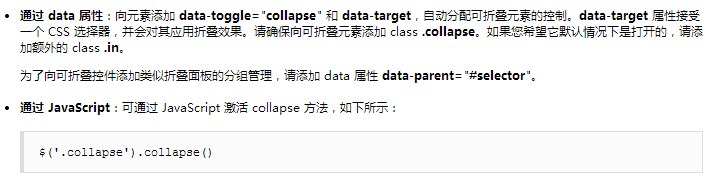 通过 data 属性：向元素添加 data-toggle="collapse" 和 data-target，自动分配可折叠元素的控制。data-target 属性接受
一个 CSS 选择器，并会对其应用折叠效果。请确保向可折叠元素添加 class .collapse。如果您希望它默认情况下是打开的，请添
加额外的 class .in。
为了向可折叠控件添加类似折叠面板的分组管理，请添加 data 属性 data-parent="#selector"。
通过 JavaScript：可通过 JavaScript 激活 collapse 方法，如下所示：
$('.collapse').collapse()